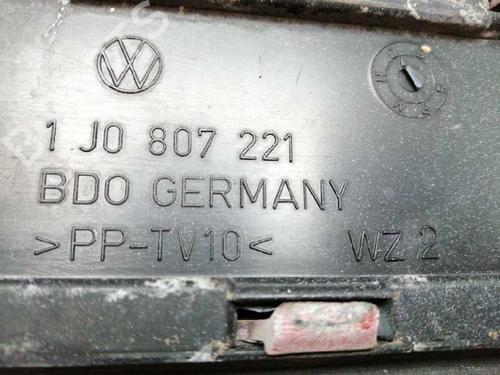 1 J0 807 221
BDO GERMANY
>PP-TV10< WZ 2